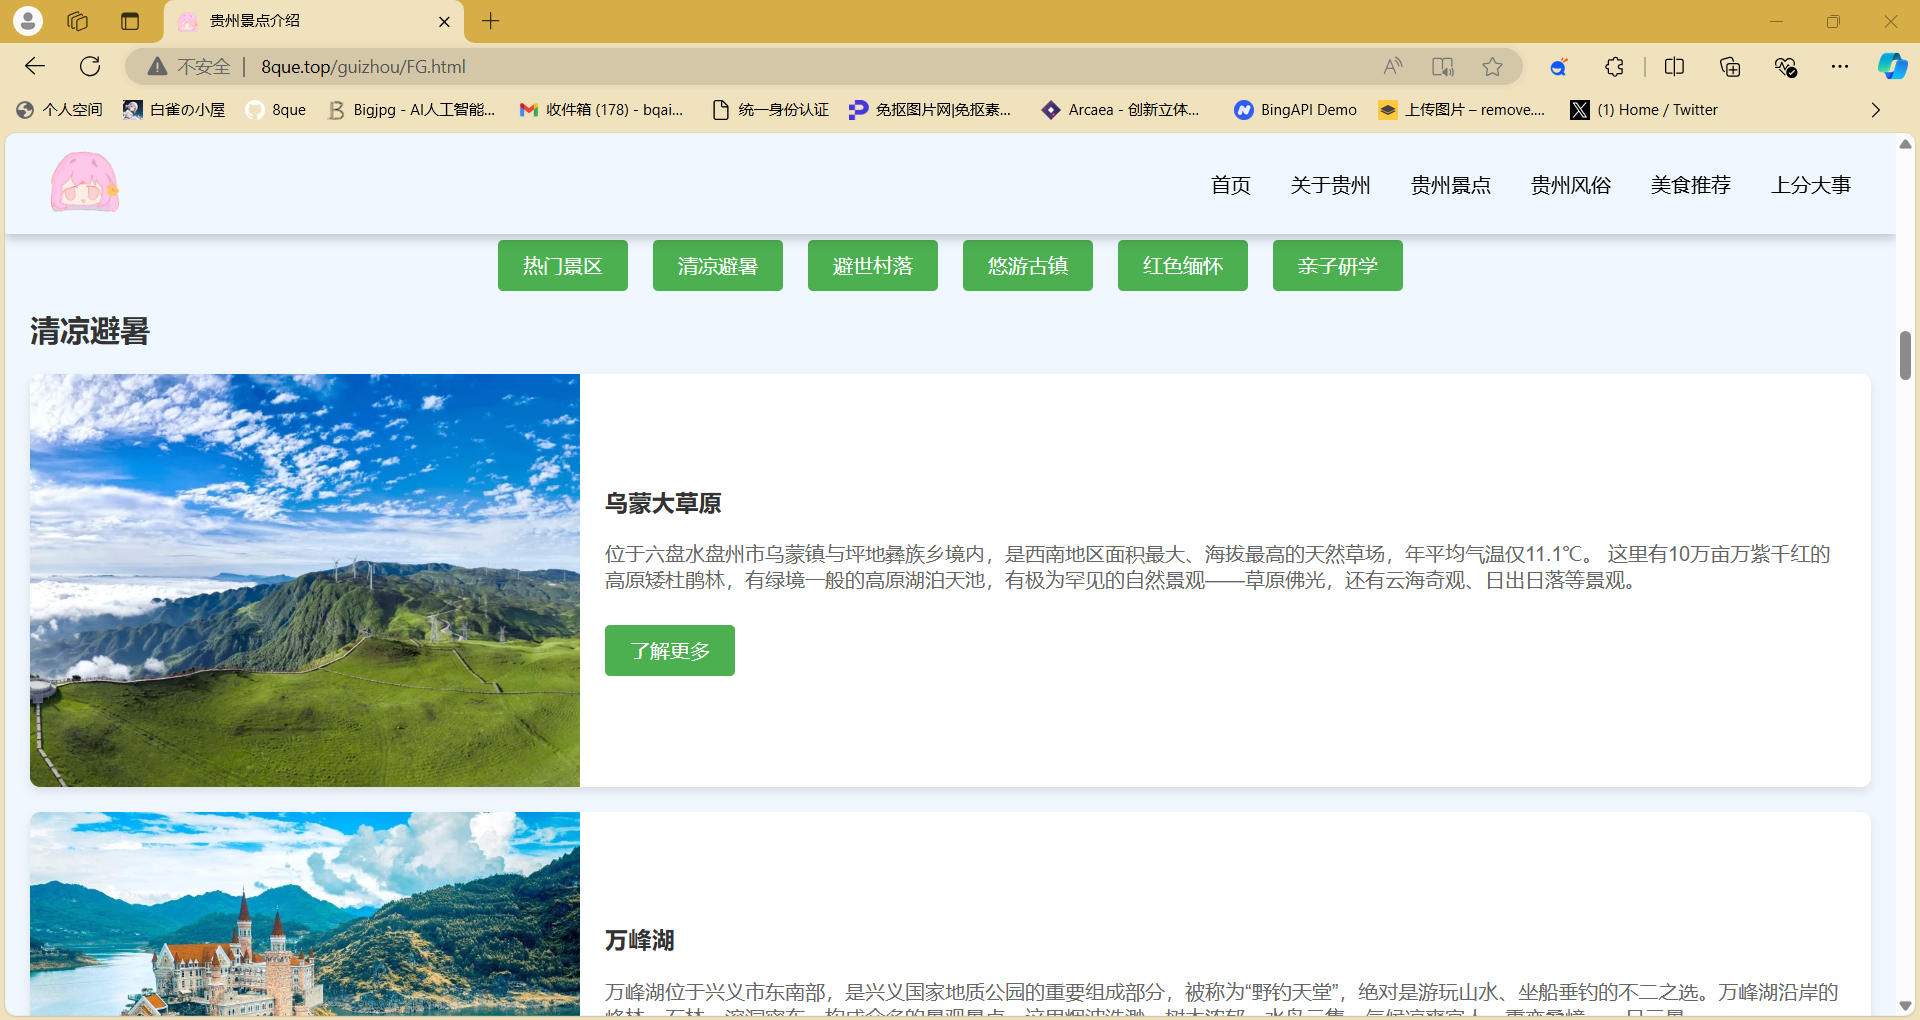 贵州景点介绍
不安全
8que.top/guizhou/FG.html
个人空间
白雀の小屋
8que
Bigjpg - AI人工智能...
收件箱 (178) - bqai...
统一身份认证
免抠图片网|免抠素...
Arcaea - 创新立体...
BingAPI Demo
上传图片 – remove....
(1) Home / Twitter
首页
关于贵州
贵州景点
贵州风俗
美食推荐
上分大事
热门景区
清凉避暑
避世村落
悠游古镇
红色缅怀
亲子研学
清凉避暑
乌蒙大草原
位于六盘水盘州市乌蒙镇与坪地彝族乡境内，是西南地区面积最大、海拔最高的天然草场，年平均气温仅11.1℃。 这里有10万亩万紫千红的
高原矮杜鹃林，有绿境一般的高原湖泊天池，有极为罕见的自然景观——草原佛光，还有云海奇观、日出日落等景观。
了解更多
万峰湖
万峰湖位于兴义市东南部，是兴义国家地质公园的重要组成部分，被称为“野钓天堂”，绝对是游玩山水、坐船垂钓的不二之选。万峰湖沿岸的